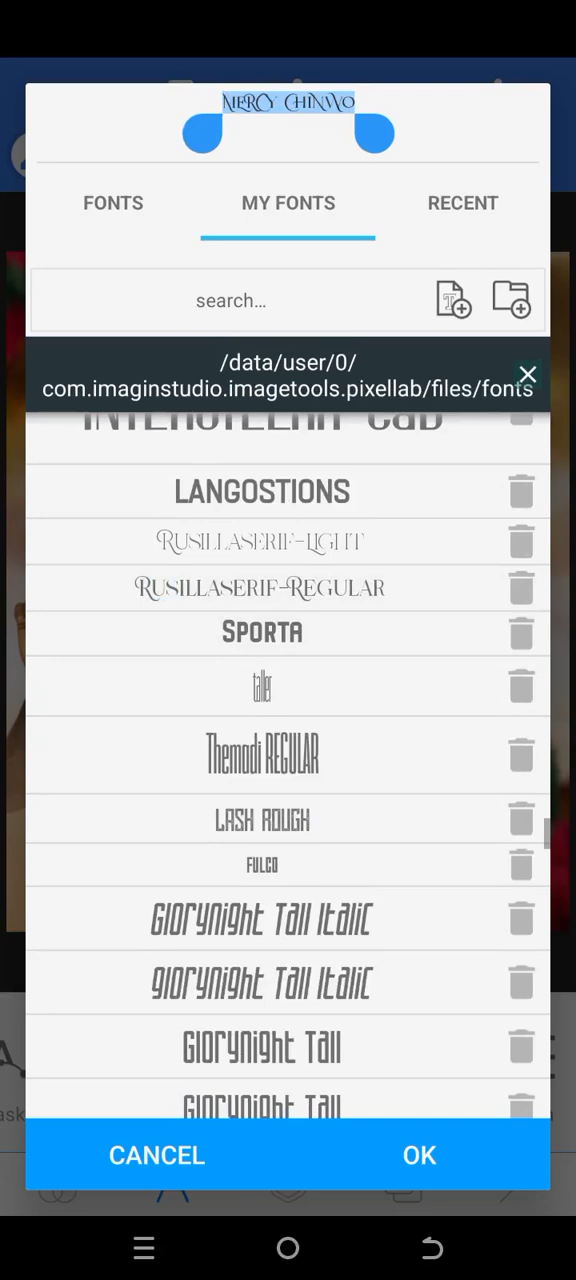 MERCY CHINWO
FONTS
MY FONTS
RECENT
search...
/data/user/0/
com.imaginstudio.imagetools.pixellab/files/fonts
LANGOSTIONS
RUSILLASERIF-LIGHT
RUSILLASERIF-REGULAR
SPORTA
taller
Themodi REGULAR
LASH ROUGH
FULCO
Glorynight Tall Italic
glorynight Tall Italic
Glorynight Tall
Glorynight Tall
CANCEL
OK